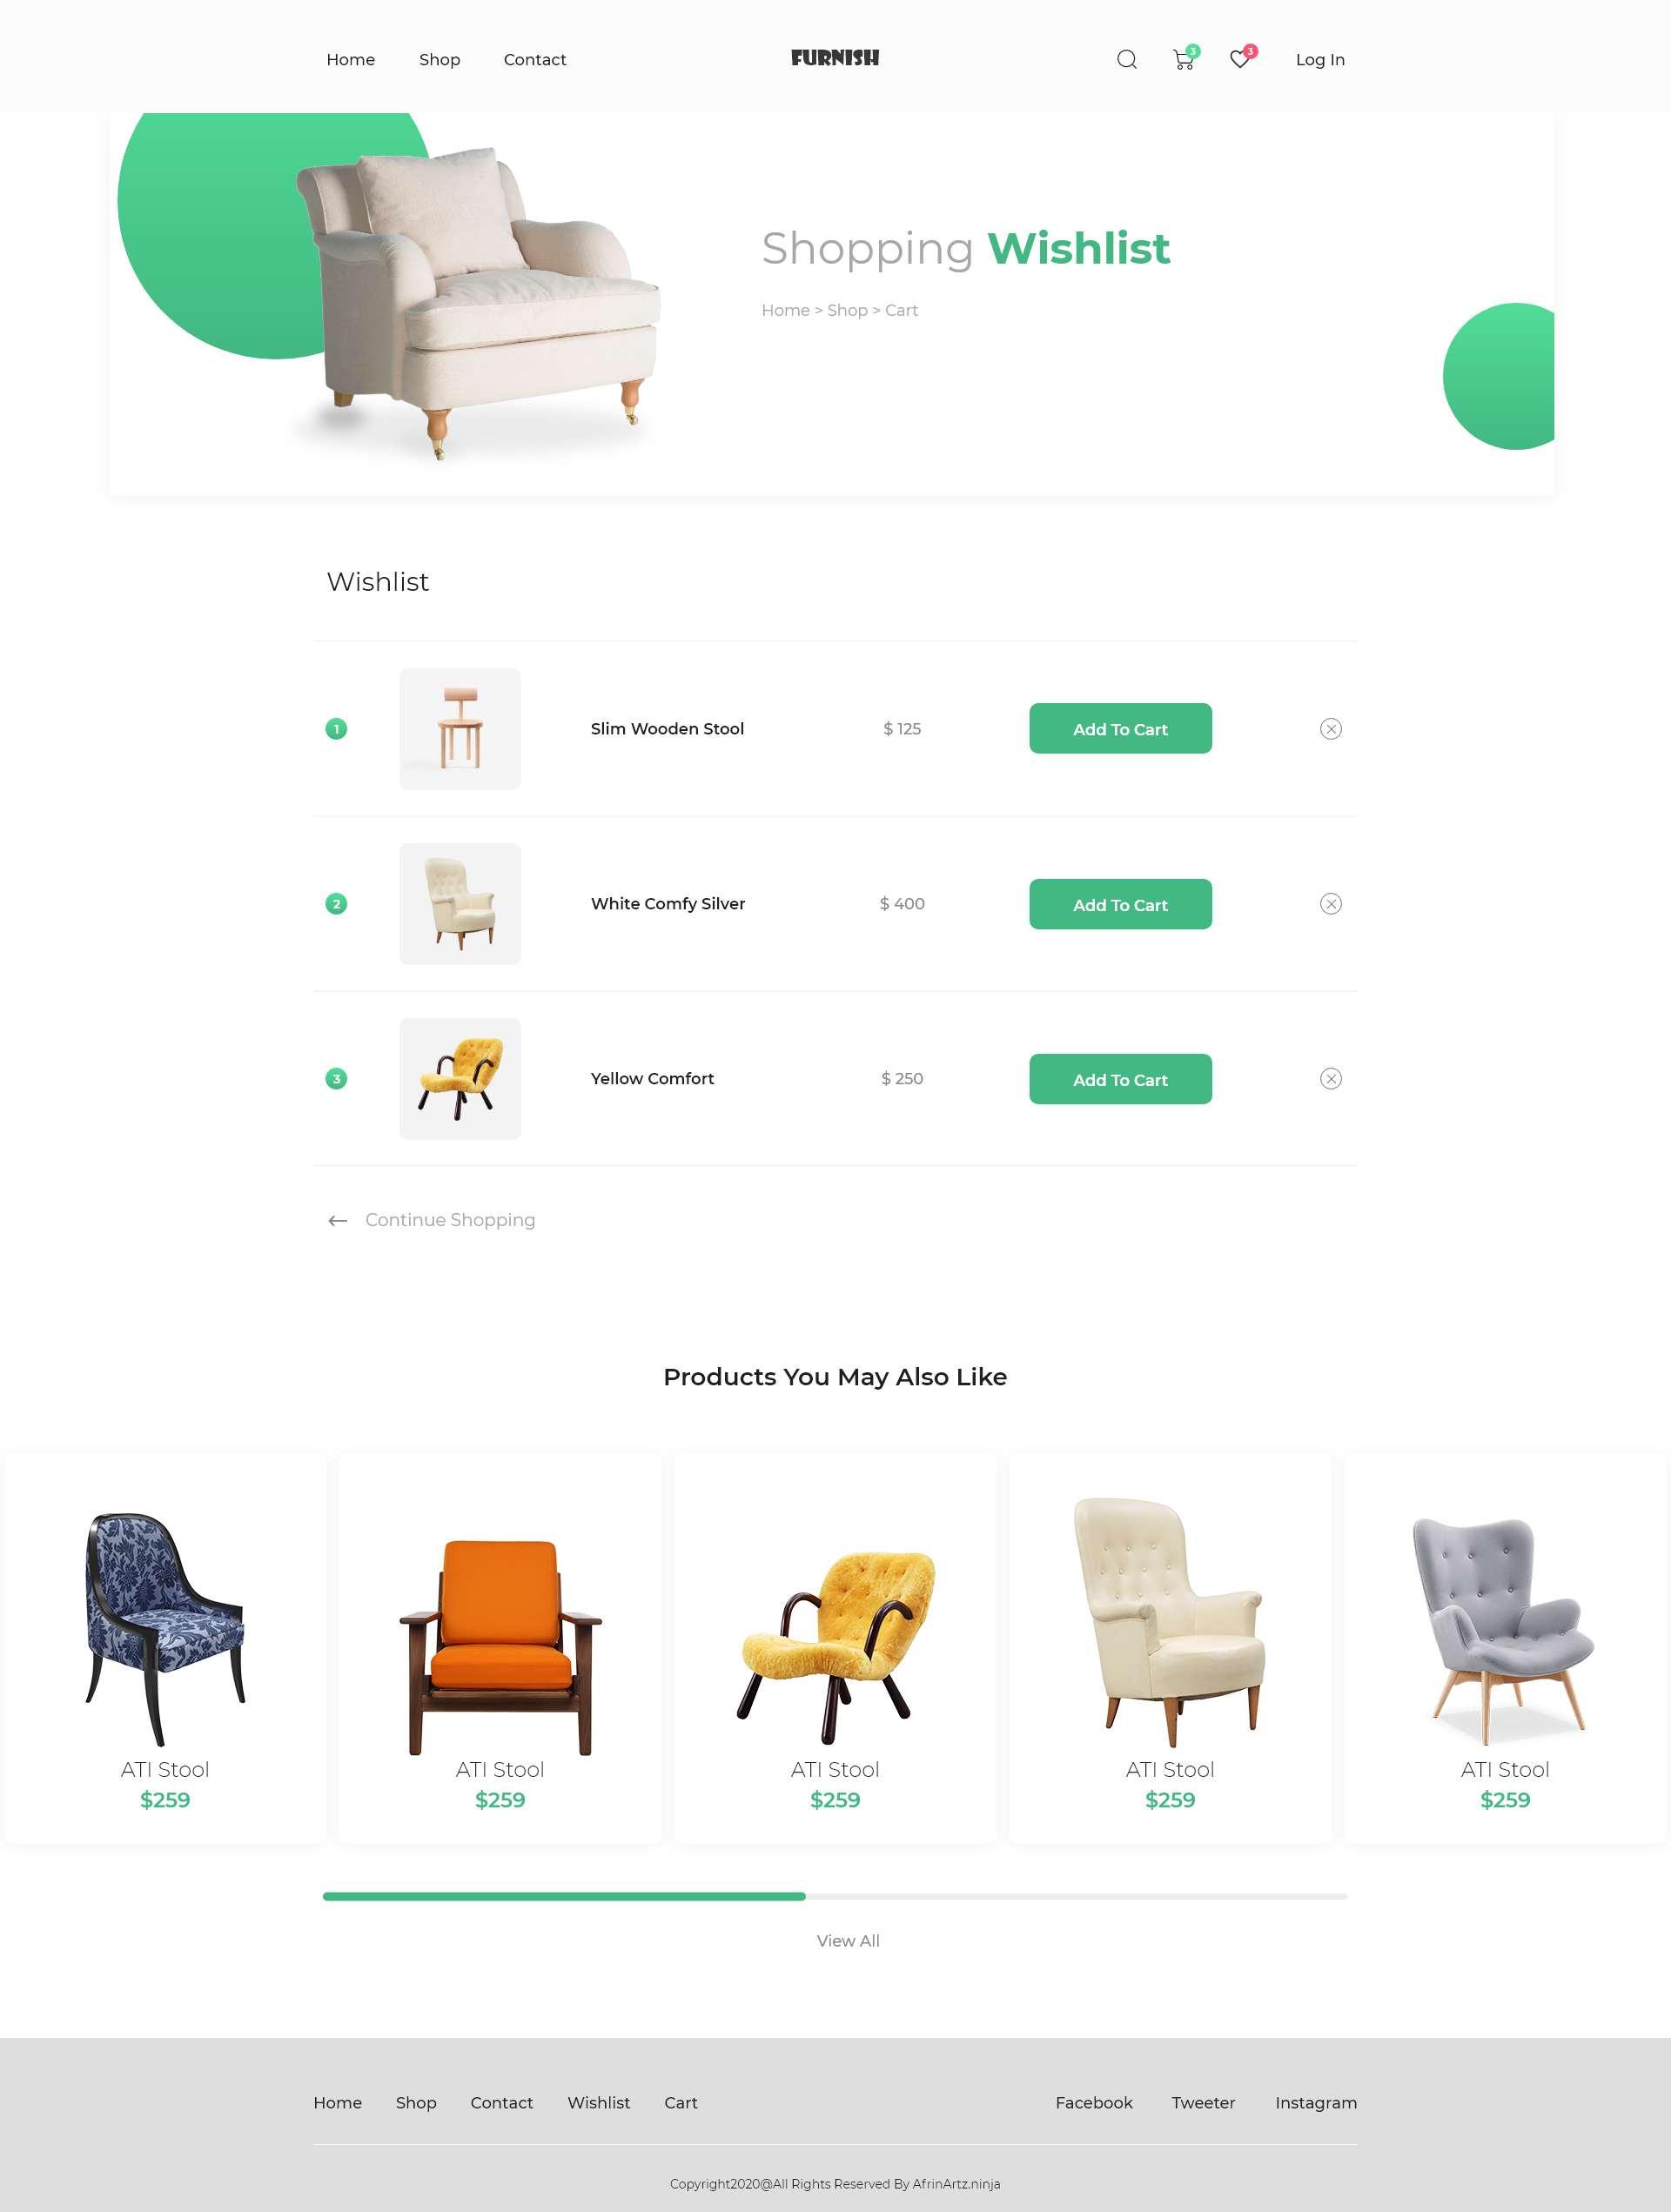 Home Shop Contact FURNISH 3 3 Log In
Shopping Wishlist
Home > Shop > Cart
Wishlist
1 Slim Wooden Stool $ 125 Add To Cart
2 White Comfy Silver $ 400 Add To Cart
3 Yellow Comfort $ 250 Add To Cart
Continue Shopping
Products You May Also Like
ATI Stool ATI Stool ATI Stool ATI Stool ATI Stool
$259 $259 $259 $259 $259
View All
Home Shop Contact Wishlist Cart Facebook Tweeter Instagram
Copyright2020@All Rights Reserved By AfrinArtz.ninja